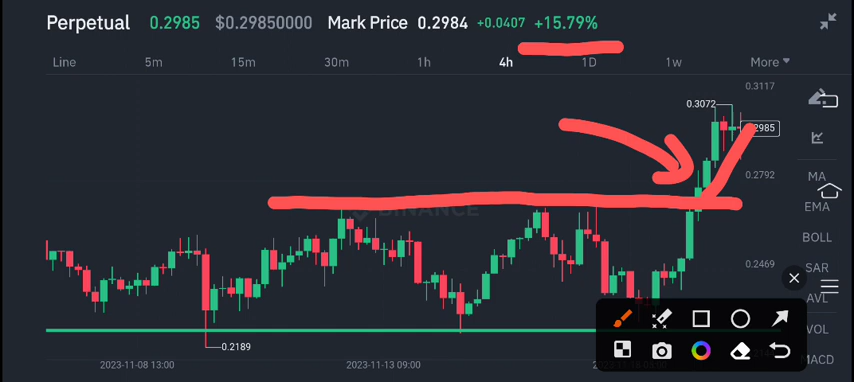 Perpetual 0.2985 $0.29850000 Mark Price 0.2984 +0.0407 +15.79%
Line 5m 15m 30m 1h 4h 1D 1w More
0.3117
0.3072
0.2792
0.2469
0.2189
MA
EMA
BOLL
SAR
AVL
VOL
MACD
BINANCE
2023-11-08 13:00 2023-11-13 09:00